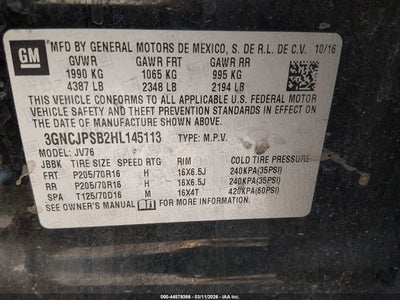 GM
MFD BY GENERAL MOTORS DE MEXICO, S. DE R.L. DE C.V. 10/16
GVWR GAWR FRT GAWR RR
1990 KG 1065 KG 995 KG
4387 LB 2348 LB 2194 LB
THIS VEHICLE CONFORMS TO ALL APPLICABLE U.S. FEDERAL MOTOR
VEHICLE SAFETY AND THEFT PREVENTION STANDARDS IN EFFECT ON
THE DATE OF MANUFACTURE SHOWN ABOVE.
3GNCJPSB2HL145113 TYPE: M.P.V.
MODEL: JV76
JBBK TIRE SIZE SPEED RTG RIM COLD TIRE PRESSURE
FRT P205/70R16 H 16X6.5J 240KPA(35PSI)
RR P205/70R16 H 16X6.5J 240KPA(35PSI)
SPA T125/70D16 M 16X4T 420KPA(60PSI)
SEE OWNER'S MANUAL FOR MORE INFORMATION.
000-44579366 - 03/11/2026 - IAAI